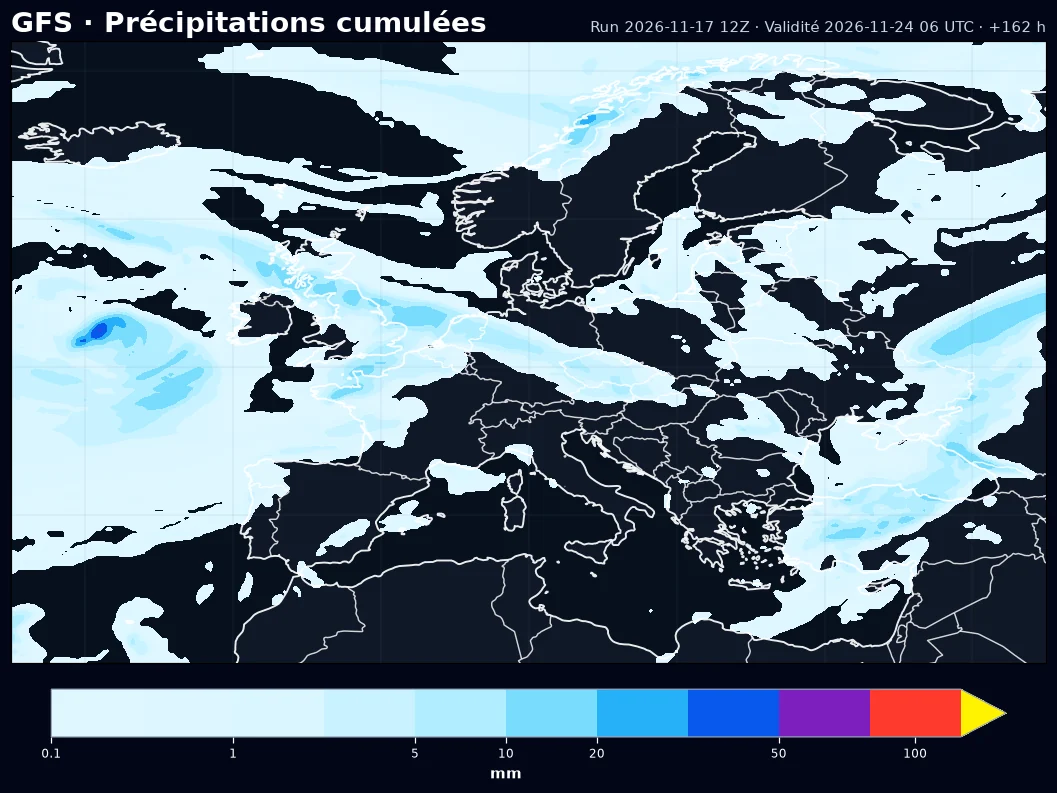 GFS · Précipitations cumulées
Run 2026-11-17 12Z · Validité 2026-11-24 06 UTC · +162 h
0.1 1 5 10 20 50 100
mm